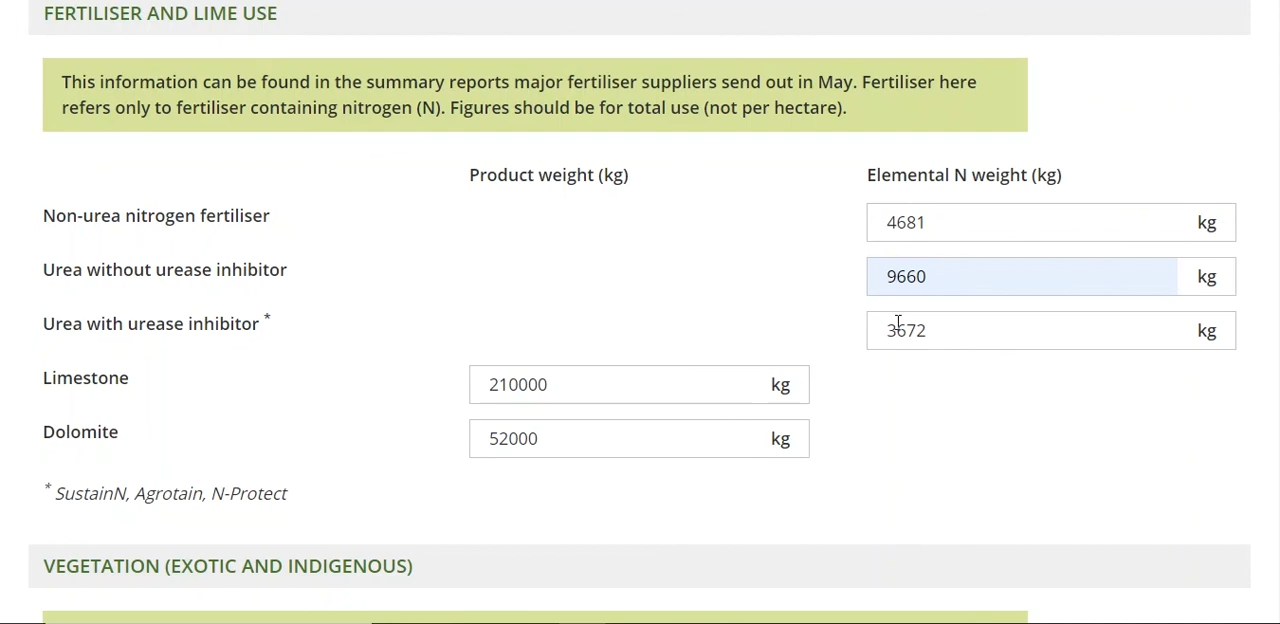 FERTILISER AND LIME USE
This information can be found in the summary reports major fertiliser suppliers send out in May. Fertiliser here
refers only to fertiliser containing nitrogen (N). Figures should be for total use (not per hectare).
Product weight (kg) Elemental N weight (kg)
Non-urea nitrogen fertiliser 4681 kg
Urea without urease inhibitor 9660 kg
Urea with urease inhibitor * 3672 kg
Limestone 210000 kg
Dolomite 52000 kg
* SustainN, Agrotain, N-Protect
VEGETATION (EXOTIC AND INDIGENOUS)